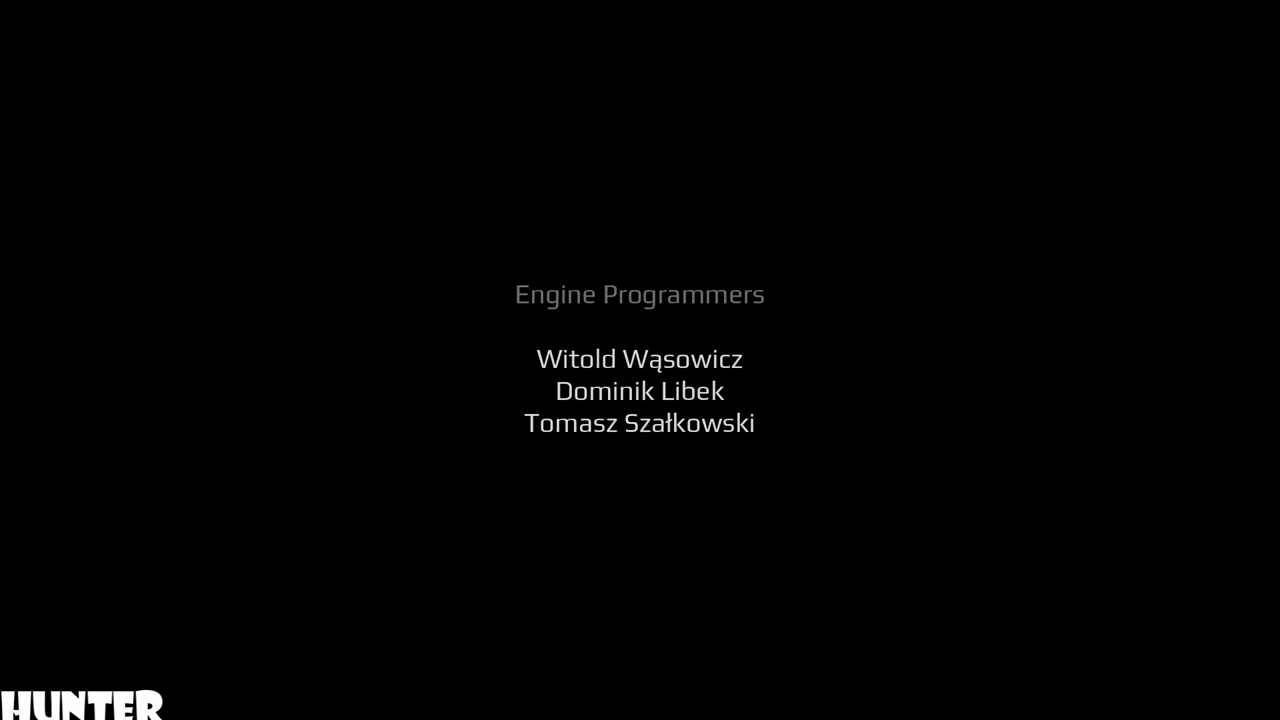 Engine Programmers
Witold Wąsowicz
Dominik Libek
Tomasz Szałkowski
HUNTER